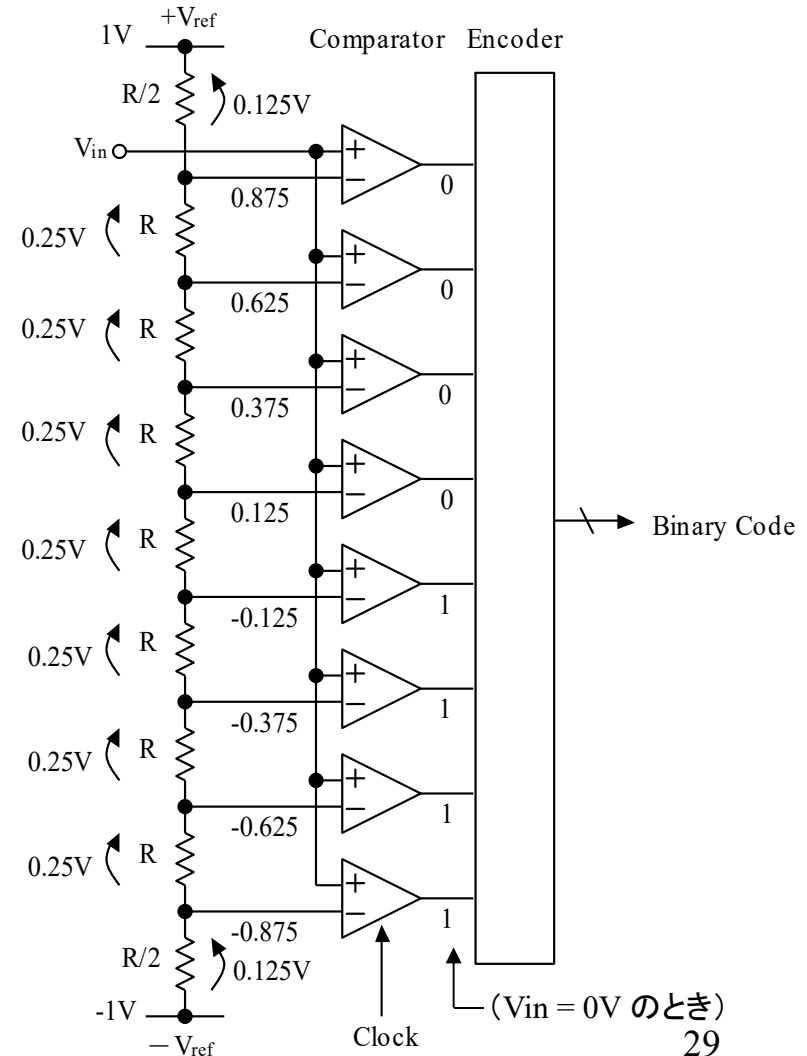 +Vref
1V
Comparator Encoder
R/2
0.125V
Vin
+
−
0.875
0
0.25V
R
+
−
0.625
0
0.25V
R
+
−
0.375
0
0.25V
R
+
−
0.125
0
0.25V
R
+
−
-0.125
1
0.25V
R
+
−
-0.375
1
0.25V
R
+
−
-0.625
1
0.25V
R
+
−
-0.875
1
R/2
0.125V
Binary Code
-1V
−Vref
Clock
（Vin = 0V のとき）
29